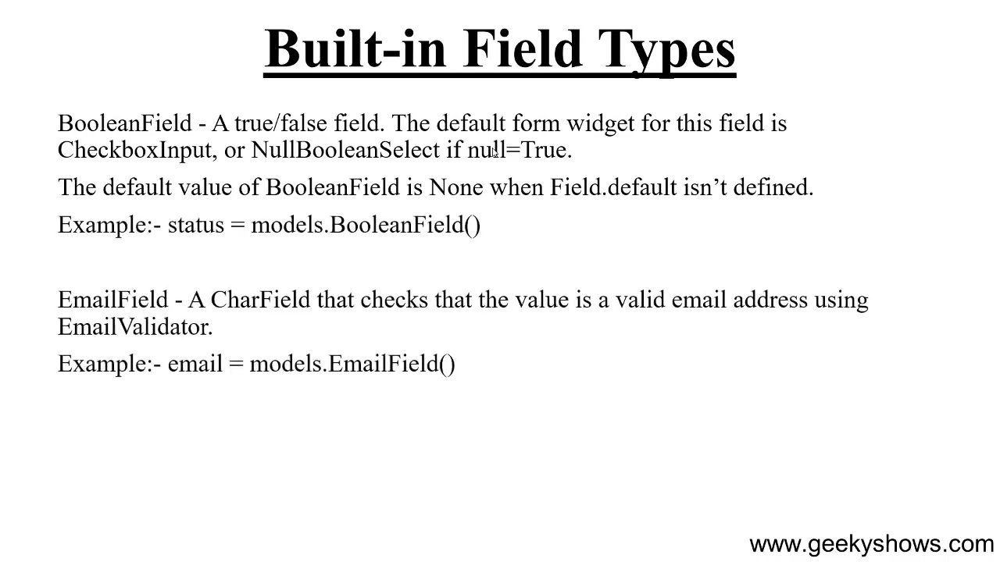 Built-in Field Types
BooleanField - A true/false field. The default form widget for this field is
CheckboxInput, or NullBooleanSelect if null=True.
The default value of BooleanField is None when Field.default isn’t defined.
Example:- status = models.BooleanField()
EmailField - A CharField that checks that the value is a valid email address using
EmailValidator.
Example:- email = models.EmailField()
www.geekyshows.com